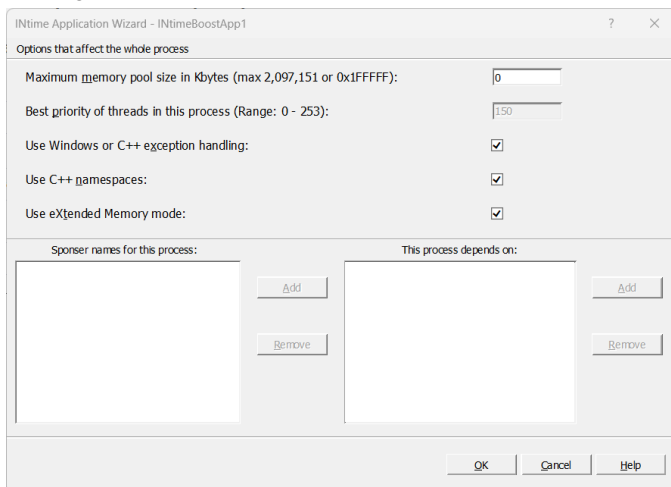 INtime Application Wizard - INtimeBoostApp1 ? ×
Options that affect the whole process
Maximum memory pool size in Kbytes (max 2,097,151 or 0x1FFFFF): 0
Best priority of threads in this process (Range: 0 - 253): 150
Use Windows or C++ exception handling:
Use C++ namespaces:
Use eXtended Memory mode:
Sponser names for this process: This process depends on:
Add Add
Remove Remove
OK Cancel Help